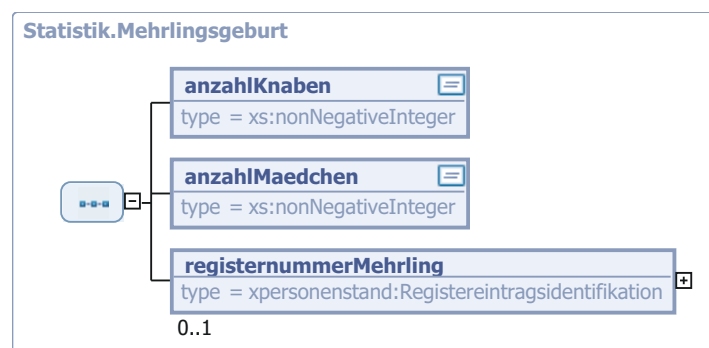 Statistik.Mehrlingsgeburt
anzahlKnaben
type = xs:nonNegativeInteger
anzahlMaedchen
type = xs:nonNegativeInteger
registernummerMehrling
type = xpersonenstand:Registereintragsidentifikation
0..1